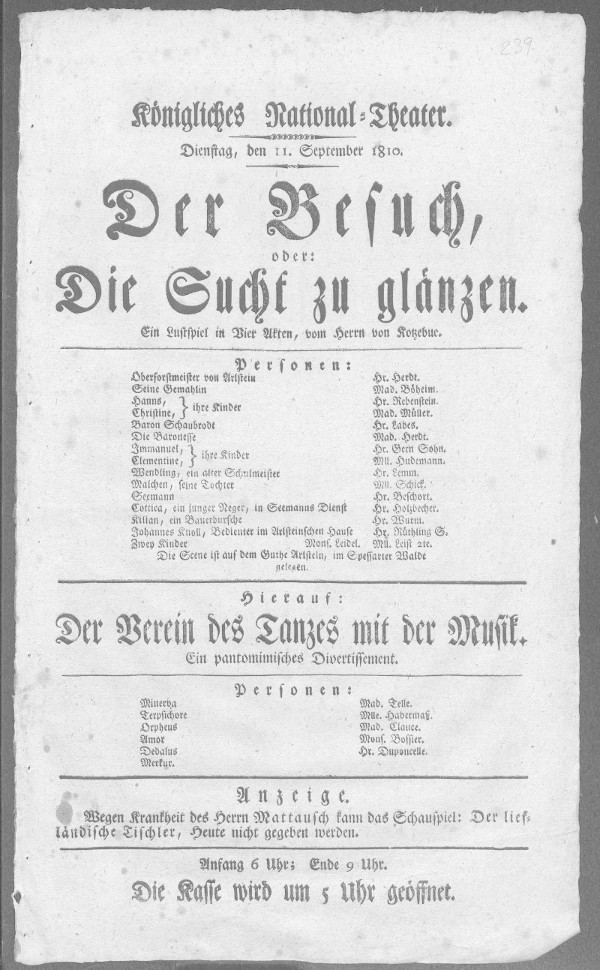 239
Königliches National-Theater.
Dienstag, den 11. September 1810.
Der Besuch,
oder:
Die Sucht zu glänzen.
Ein Lustspiel in Vier Akten, vom Herrn von Kotzebue.
Personen:
Oberforstmeister von Arlstein Hr. Herdt.
Seine Gemahlin Mad. Böheim.
Hanns, } ihre Kinder Hr. Rebenstein.
Christine, Mad. Müller.
Baron Schaubrodt Hr. Labes.
Die Baronesse Mad. Herdt.
Immanuel, } ihre Kinder Hr. Gern Sohn.
Clementine, Mll. Hudemann.
Wendling, ein alter Schulmeister Hr. Lemm.
Malchen, seine Tochter Mll. Schick.
Seemann Hr. Beschort.
Cottica, ein junger Neger, in Seemanns Dienst Hr. Holzbecher.
Kilian, ein Bauerbursche Hr. Wurm.
Johannes Knoll, Bedienter im Arlsteinschen Hause Hr. Rüthling G.
Zwey Kinder Mons. Leidel. Mll. Leist 2te.
Die Scene ist auf dem Guthe Arlstein, im Spessarter Walde
gelegen.
Hierauf:
Der Verein des Tanzes mit der Musik.
Ein pantomimisches Divertissement.
Personen:
Minerva Mad. Telle.
Terpsichore Mlle. Habermaß.
Orpheus Mad. Clauce.
Amor Mons. Bossier.
Dedalus Hr. Duponcelle.
Merkur.
Anzeige.
Wegen Krankheit des Herrn Mattausch kann das Schauspiel: Der lief-
ländische Tischler, Heute nicht gegeben werden.
Anfang 6 Uhr; Ende 9 Uhr.
Die Kasse wird um 5 Uhr geöffnet.